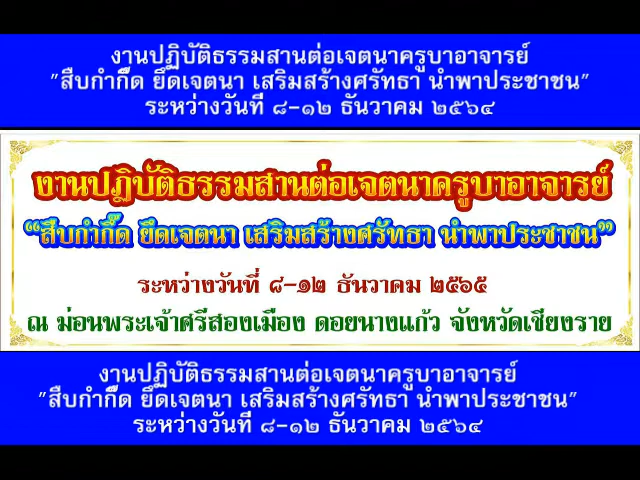 งานปฏิบัติธรรมสานต่อเจตนาครูบาอาจารย์
"สืบกำกึ๊ด ยึดเจตนา เสริมสร้างศรัทธา นำพาประชาชน"
ระหว่างวันที่ ๘-๑๒ ธันวาคม ๒๕๖๔
งานปฏิบัติธรรมสานต่อเจตนาครูบาอาจารย์
“สืบกำกึ๊ด ยึดเจตนา เสริมสร้างศรัทธา นำพาประชาชน”
ระหว่างวันที่ ๘-๑๒ ธันวาคม ๒๕๖๕
ณ ม่อนพระเจ้าศรีสองเมือง ดอยนางแก้ว จังหวัดเชียงราย
งานปฏิบัติธรรมสานต่อเจตนาครูบาอาจารย์
"สืบกำกึ๊ด ยึดเจตนา เสริมสร้างศรัทธา นำพาประชาชน"
ระหว่างวันที่ ๘-๑๒ ธันวาคม ๒๕๖๔